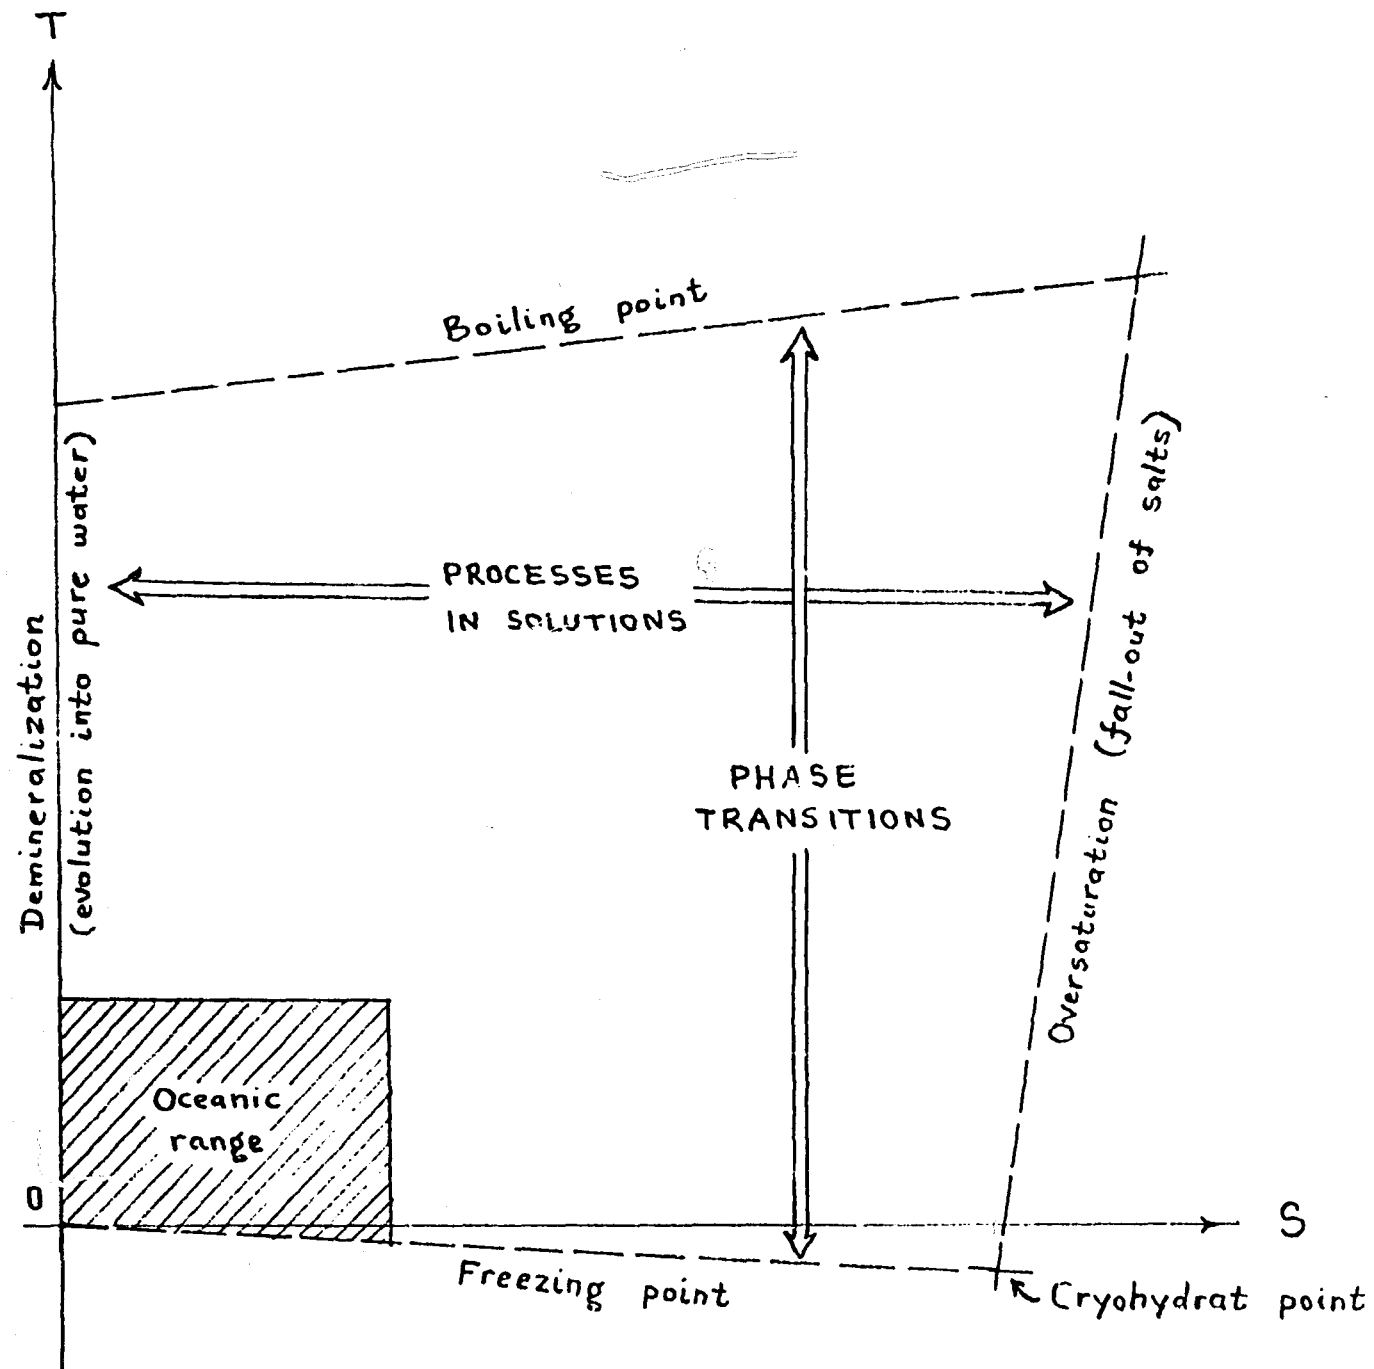 T
Boiling point
Demineralization
(evolution into pure water)
PROCESSES
IN SOLUTIONS
PHASE
TRANSITIONS
Oversaturation (fall-out of salts)
Oceanic
range
0
S
Freezing point
Cryohydrat point